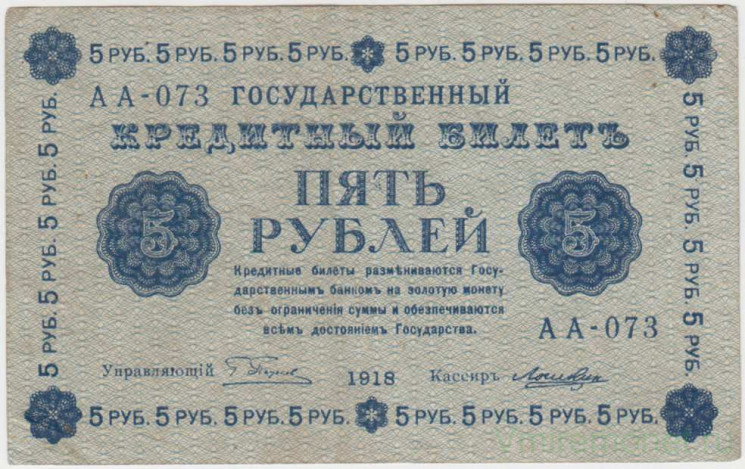 5 РУБ. 5 РУБ. 5 РУБ. 5 РУБ. 5 РУБ. 5 РУБ. 5 РУБ. 5 РУБ.
АА-073 ГОСУДАРСТВЕННЫЙ
КРЕДИТНЫЙ БИЛЕТЪ
ПЯТЬ
РУБЛЕЙ
5
5
Кредитные билеты размѣниваются Госу-
дарственнымъ банкомъ на золотую монету
безъ ограниченія суммы и обезпечиваются
всѣмъ достояніемъ Государства.
АА-073
Управляющій
1918
Кассиръ
5 РУБ. 5 РУБ. 5 РУБ. 5 РУБ. 5 РУБ. 5 РУБ. 5 РУБ. 5 РУБ.
5 РУБ. 5 РУБ. 5 РУБ. 5 РУБ. 5 РУБ.
5 РУБ. 5 РУБ. 5 РУБ. 5 РУБ. 5 РУБ.